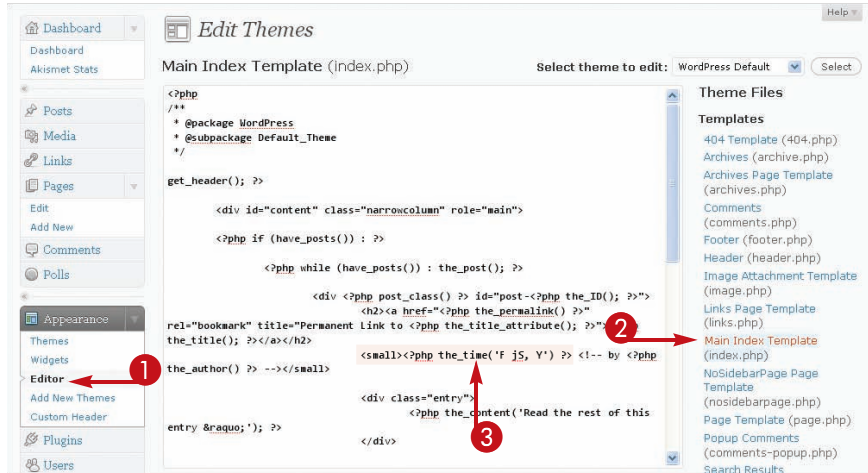 Help
Dashboard
Dashboard
Akismet Stats
Posts
Media
Links
Pages
Edit
Add New
Comments
Polls
Appearance
Themes
Widgets
Editor
Add New Themes
Custom Header
Plugins
Users
1
Edit Themes
Main Index Template (index.php)
Select theme to edit: WordPress Default Select
<?php
/**
* @package WordPress
* @subpackage Default_Theme
*/
get_header(); ?>
<div id="content" class="narrowcolumn" role="main">
<?php if (have_posts()) : ?>
<?php while (have_posts()) : the_post(); ?>
<div <?php post_class() ?> id="post-<?php the_ID(); ?>">
<h2><a href="<?php the_permalink() ?>"
rel="bookmark" title="Permanent Link to <?php the_title_attribute(); ?>">
the_title(); ?></a></h2>
<small><?php the_time('F jS, Y') ?> <!-- by <?php
the_author() ?> --></small>
<div class="entry">
<?php the_content('Read the rest of this
entry &raquo;'); ?>
</div>
2
3
Theme Files
Templates
404 Template (404.php)
Archives (archive.php)
Archives Page Template
(archives.php)
Comments
(comments.php)
Footer (footer.php)
Header (header.php)
Image Attachment Template
(image.php)
Links Page Template
(links.php)
Main Index Template
(index.php)
NoSidebarPage Page
Template
(nosidebarpage.php)
Page Template (page.php)
Popup Comments
(comments-popup.php)
Search Results